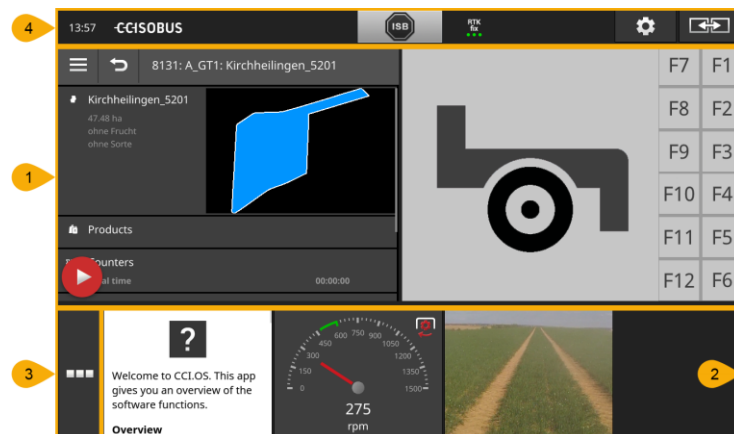 4
13:57
CCISOBUS
ISB
RTK
fix
8131: A_GT1: Kirchheilingen_5201
F7
F1
Kirchheilingen_5201
47.48 ha
ohne Frucht
ohne Sorte
F8
F2
F9
F3
1
F10
F4
Products
F11
F5
Counters
al time
00:00:00
F12
F6
3
?
Welcome to CCI.OS. This app
gives you an overview of the
software functions.
Overview
0
150
300
450
600
750
900
1050
1200
1350
1500
275
rpm
2